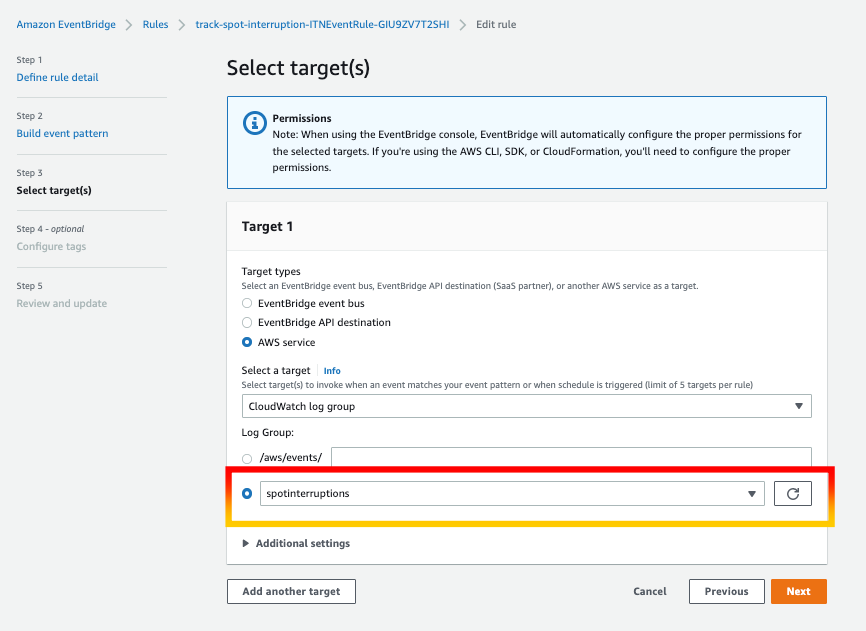 Amazon EventBridge > Rules > track-spot-interruption-ITNEventRule-GIU9ZV7T2SHI > Edit rule
Step 1
Define rule detail
Step 2
Build event pattern
Step 3
Select target(s)
Step 4 - optional
Configure tags
Step 5
Review and update
Select target(s)
Permissions
Note: When using the EventBridge console, EventBridge will automatically configure the proper permissions for
the selected targets. If you're using the AWS CLI, SDK, or CloudFormation, you'll need to configure the proper
permissions.
Target 1
Target types
Select an EventBridge event bus, EventBridge API destination (SaaS partner), or another AWS service as a target.
EventBridge event bus
EventBridge API destination
AWS service
Select a target Info
Select target(s) to invoke when an event matches your event pattern or when schedule is triggered (limit of 5 targets per rule)
CloudWatch log group
Log Group:
/aws/events/
spotinterruptions
Additional settings
Add another target
Cancel
Previous
Next